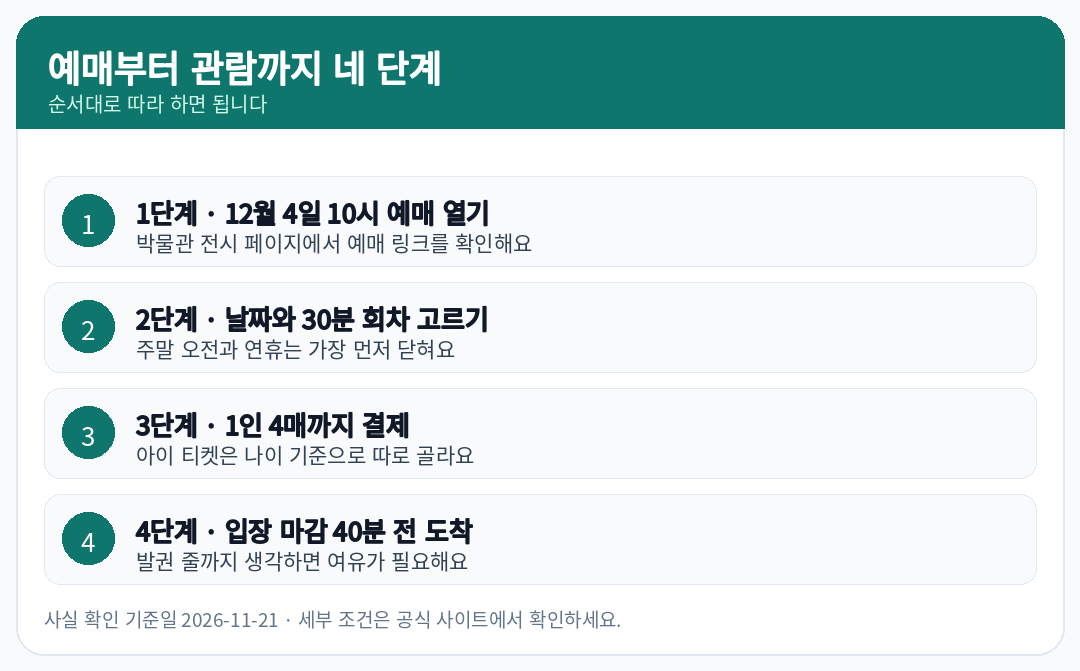 예매부터 관람까지 네 단계
순서대로 따라 하면 됩니다
1
1단계 · 12월 4일 10시 예매 열기
박물관 전시 페이지에서 예매 링크를 확인해요
2
2단계 · 날짜와 30분 회차 고르기
주말 오전과 연휴는 가장 먼저 닫혀요
3
3단계 · 1인 4매까지 결제
아이 티켓은 나이 기준으로 따로 골라요
4
4단계 · 입장 마감 40분 전 도착
발권 줄까지 생각하면 여유가 필요해요
사실 확인 기준일 2026-11-21 · 세부 조건은 공식 사이트에서 확인하세요.